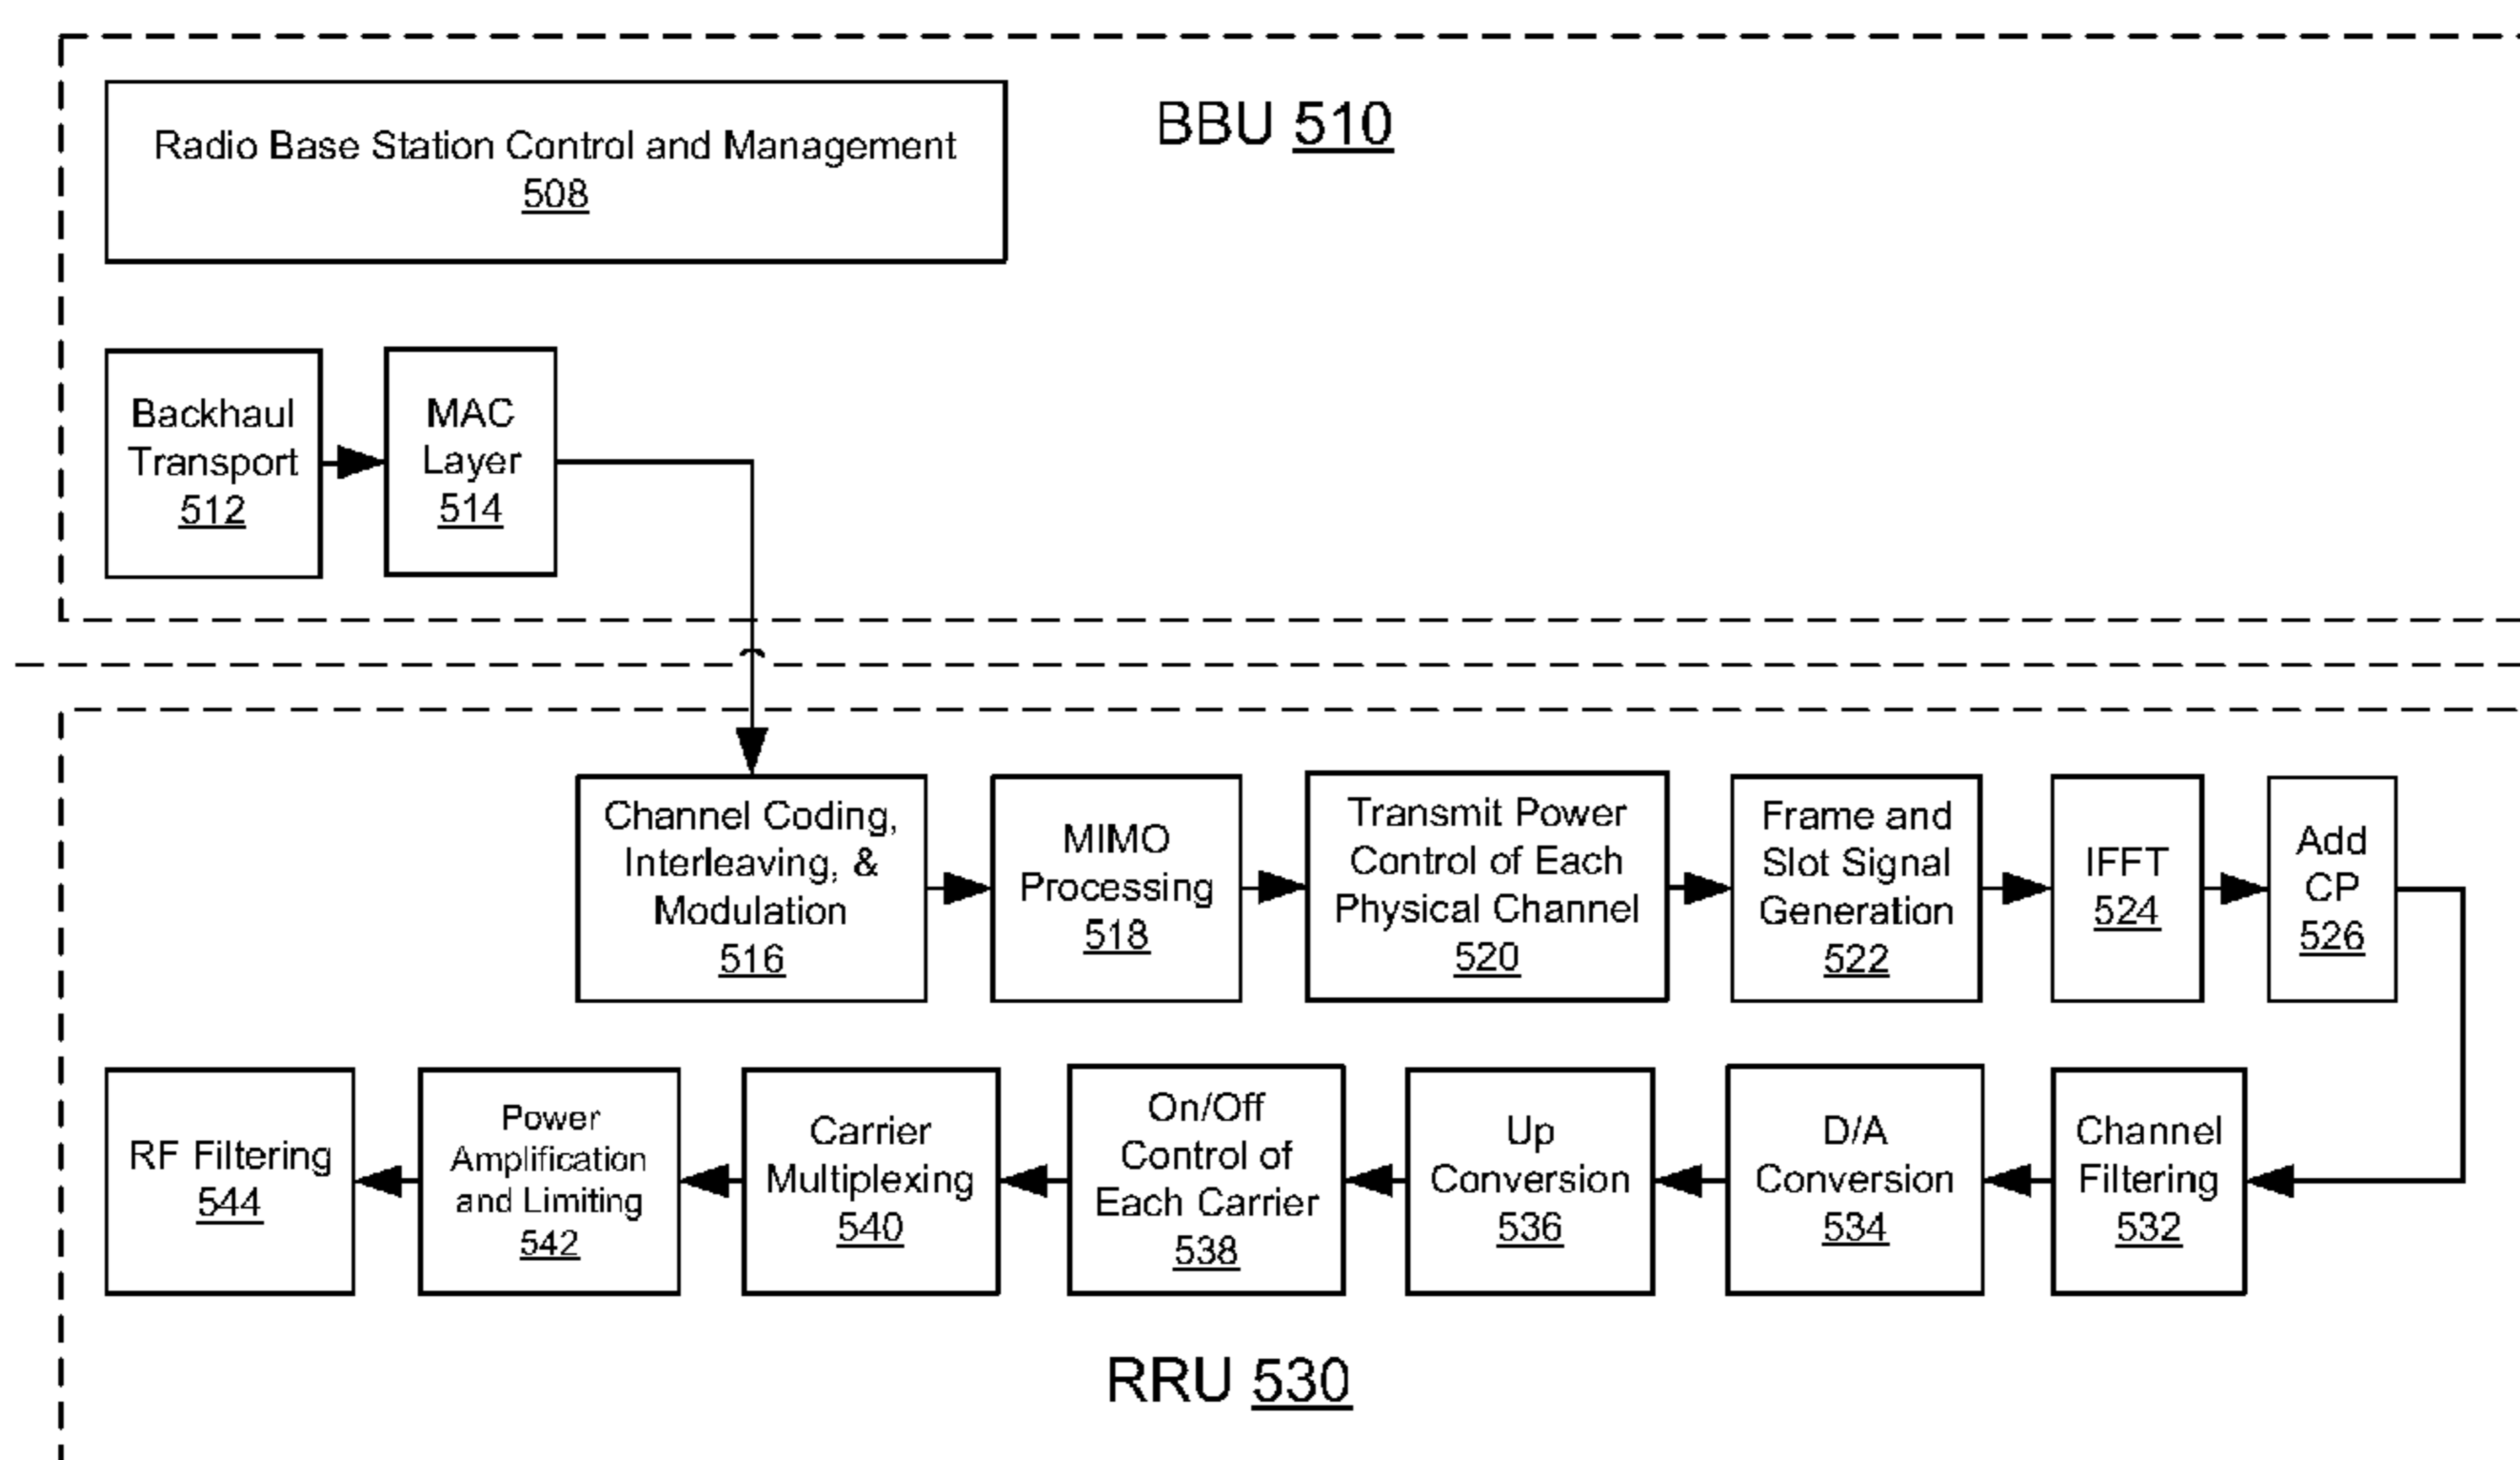 Radio Base Station Control and Management
508
BBU 510
Backhaul
Transport
512
MAC
Layer
514
Channel Coding,
Interleaving, &
Modulation
516
MIMO
Processing
518
Transmit Power
Control of Each
Physical Channel
520
Frame and
Slot Signal
Generation
522
IFFT
524
Add
CP
526
RF Filtering
544
Power
Amplification
and Limiting
542
Carrier
Multiplexing
540
On/Off
Control of
Each Carrier
538
Up
Conversion
536
D/A
Conversion
534
Channel
Filtering
532
RRU 530